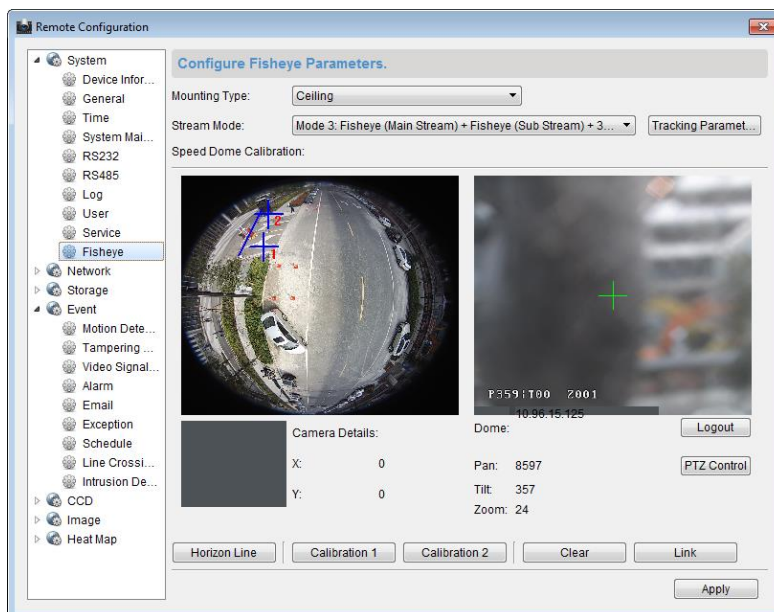 Remote Configuration
System
Device Infor...
General
Time
System Mai...
RS232
RS485
Log
User
Service
Fisheye
Network
Storage
Event
Motion Dete...
Tampering ...
Video Signal...
Alarm
Email
Exception
Schedule
Line Crossi...
Intrusion De...
CCD
Image
Heat Map
Configure Fisheye Parameters.
Mounting Type: Ceiling
Stream Mode: Mode 3: Fisheye (Main Stream) + Fisheye (Sub Stream) + 3... Tracking Paramet...
Speed Dome Calibration:
2
1
P359:T00 Z001
10.96.15.125
Camera Details:
X: 0
Y: 0
Dome: Logout
Pan: 8597 PTZ Control
Tilt: 357
Zoom: 24
Horizon Line Calibration 1 Calibration 2 Clear Link
Apply